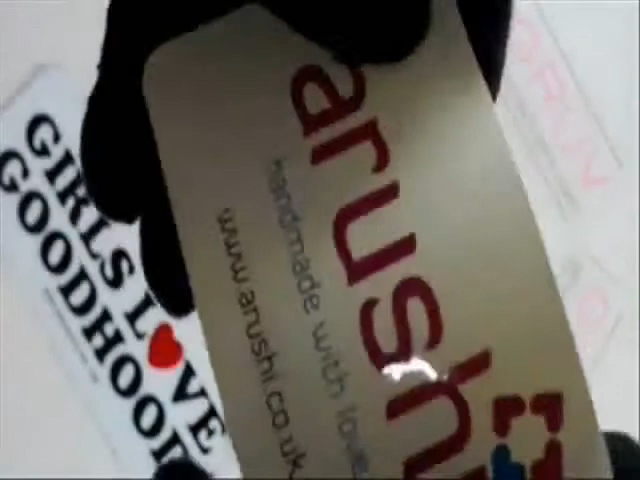 arushi
handmade with love
www.arushi.co.uk
GIRLS LOVE
GOODHOOD